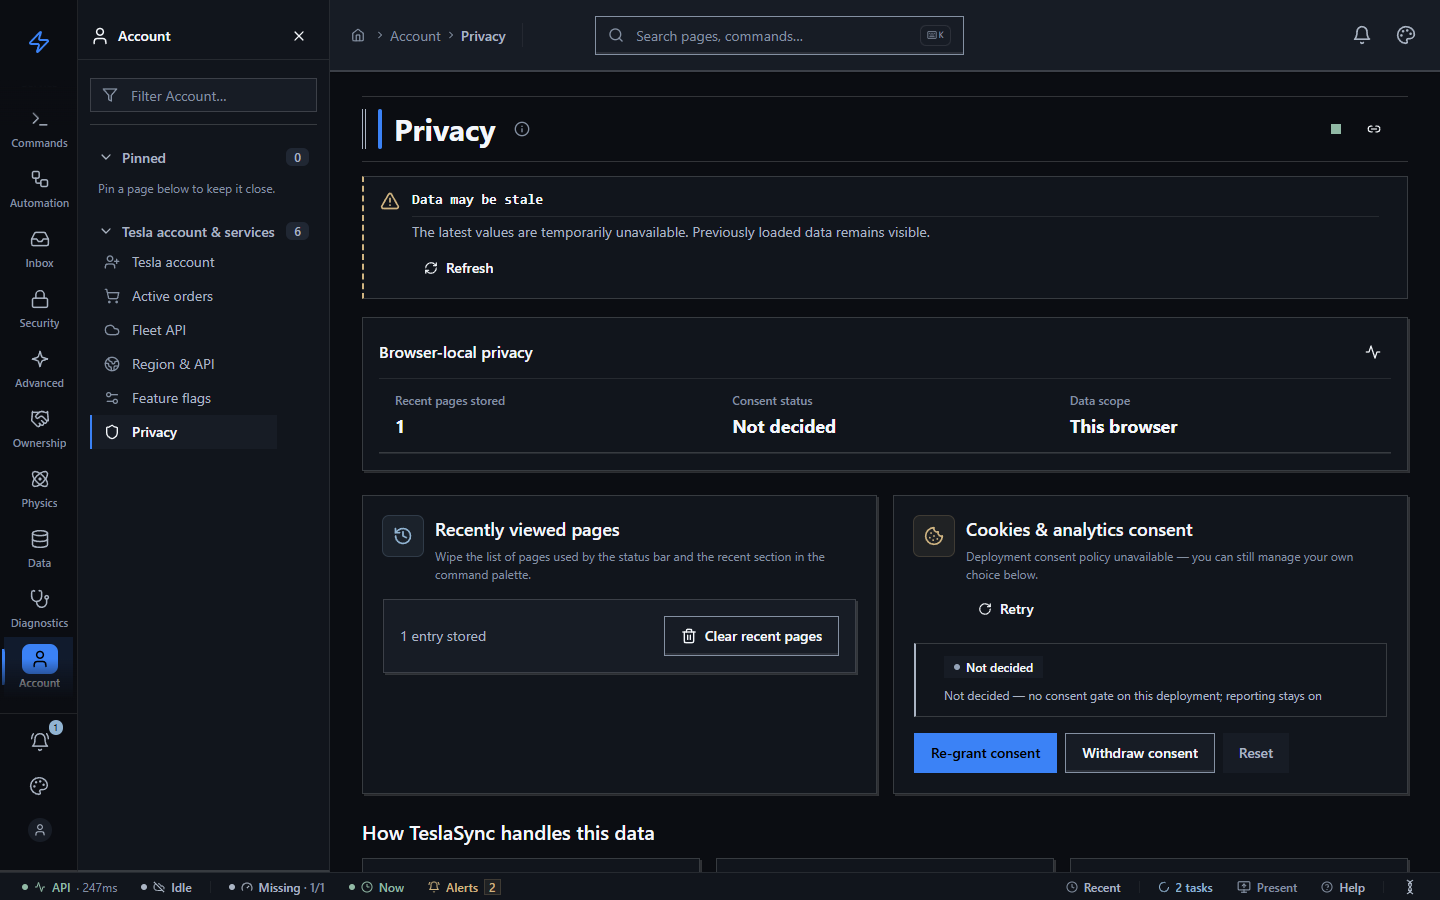 Commands
Automation
Inbox
Security
Advanced
Ownership
Physics
Data
Diagnostics
Account
1
Account
Filter Account...
Pinned
0
Pin a page below to keep it close.
Tesla account & services
6
Tesla account
Active orders
Fleet API
Region & API
Feature flags
Privacy
Account
Privacy
Search pages, commands...
K
Privacy
Data may be stale
The latest values are temporarily unavailable. Previously loaded data remains visible.
Refresh
Browser-local privacy
Recent pages stored
1
Consent status
Not decided
Data scope
This browser
Recently viewed pages
Wipe the list of pages used by the status bar and the recent section in the
command palette.
1 entry stored
Clear recent pages
Cookies & analytics consent
Deployment consent policy unavailable — you can still manage your own
choice below.
Retry
Not decided
Not decided — no consent gate on this deployment; reporting stays on
Re-grant consent
Withdraw consent
Reset
How TeslaSync handles this data
API · 247ms
Idle
Missing · 1/1
Now
Alerts 2
Recent
2 tasks
Present
Help